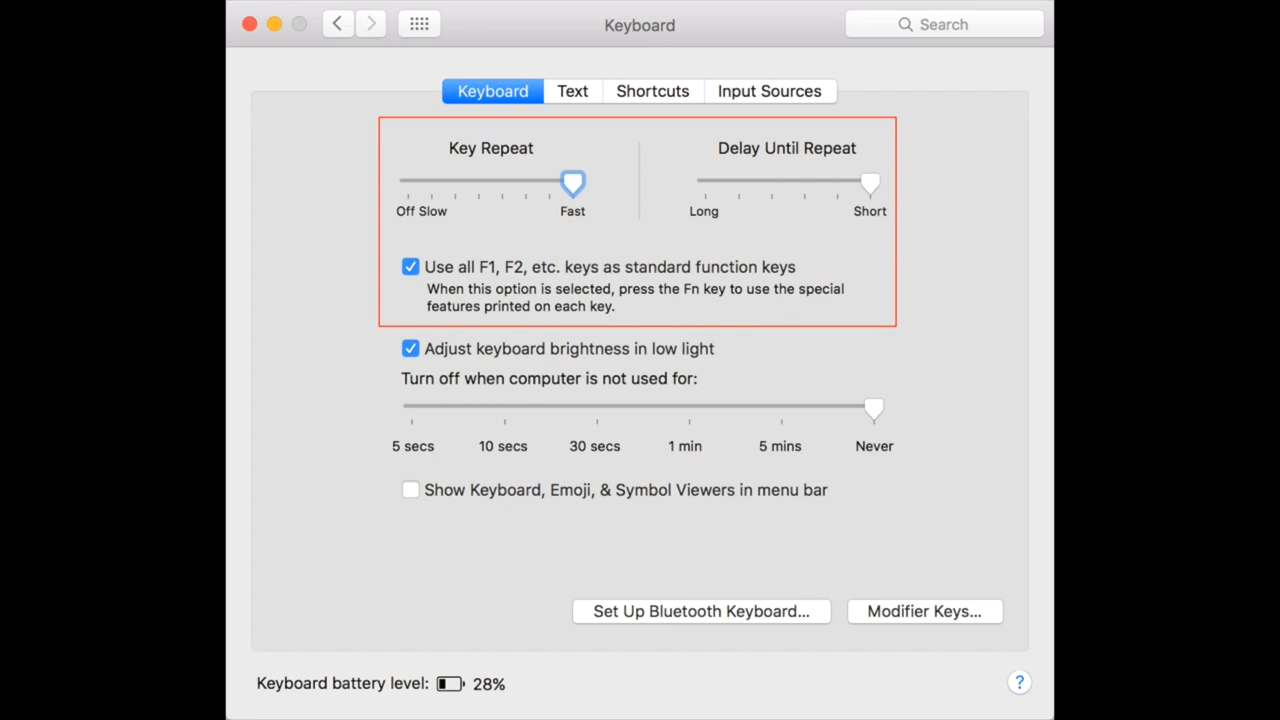 Keyboard
Search
Keyboard Text Shortcuts Input Sources
Key Repeat Delay Until Repeat
Off Slow Fast Long Short
Use all F1, F2, etc. keys as standard function keys
When this option is selected, press the Fn key to use the special
features printed on each key.
Adjust keyboard brightness in low light
Turn off when computer is not used for:
5 secs 10 secs 30 secs 1 min 5 mins Never
Show Keyboard, Emoji, & Symbol Viewers in menu bar
Set Up Bluetooth Keyboard... Modifier Keys...
Keyboard battery level: 28% ?